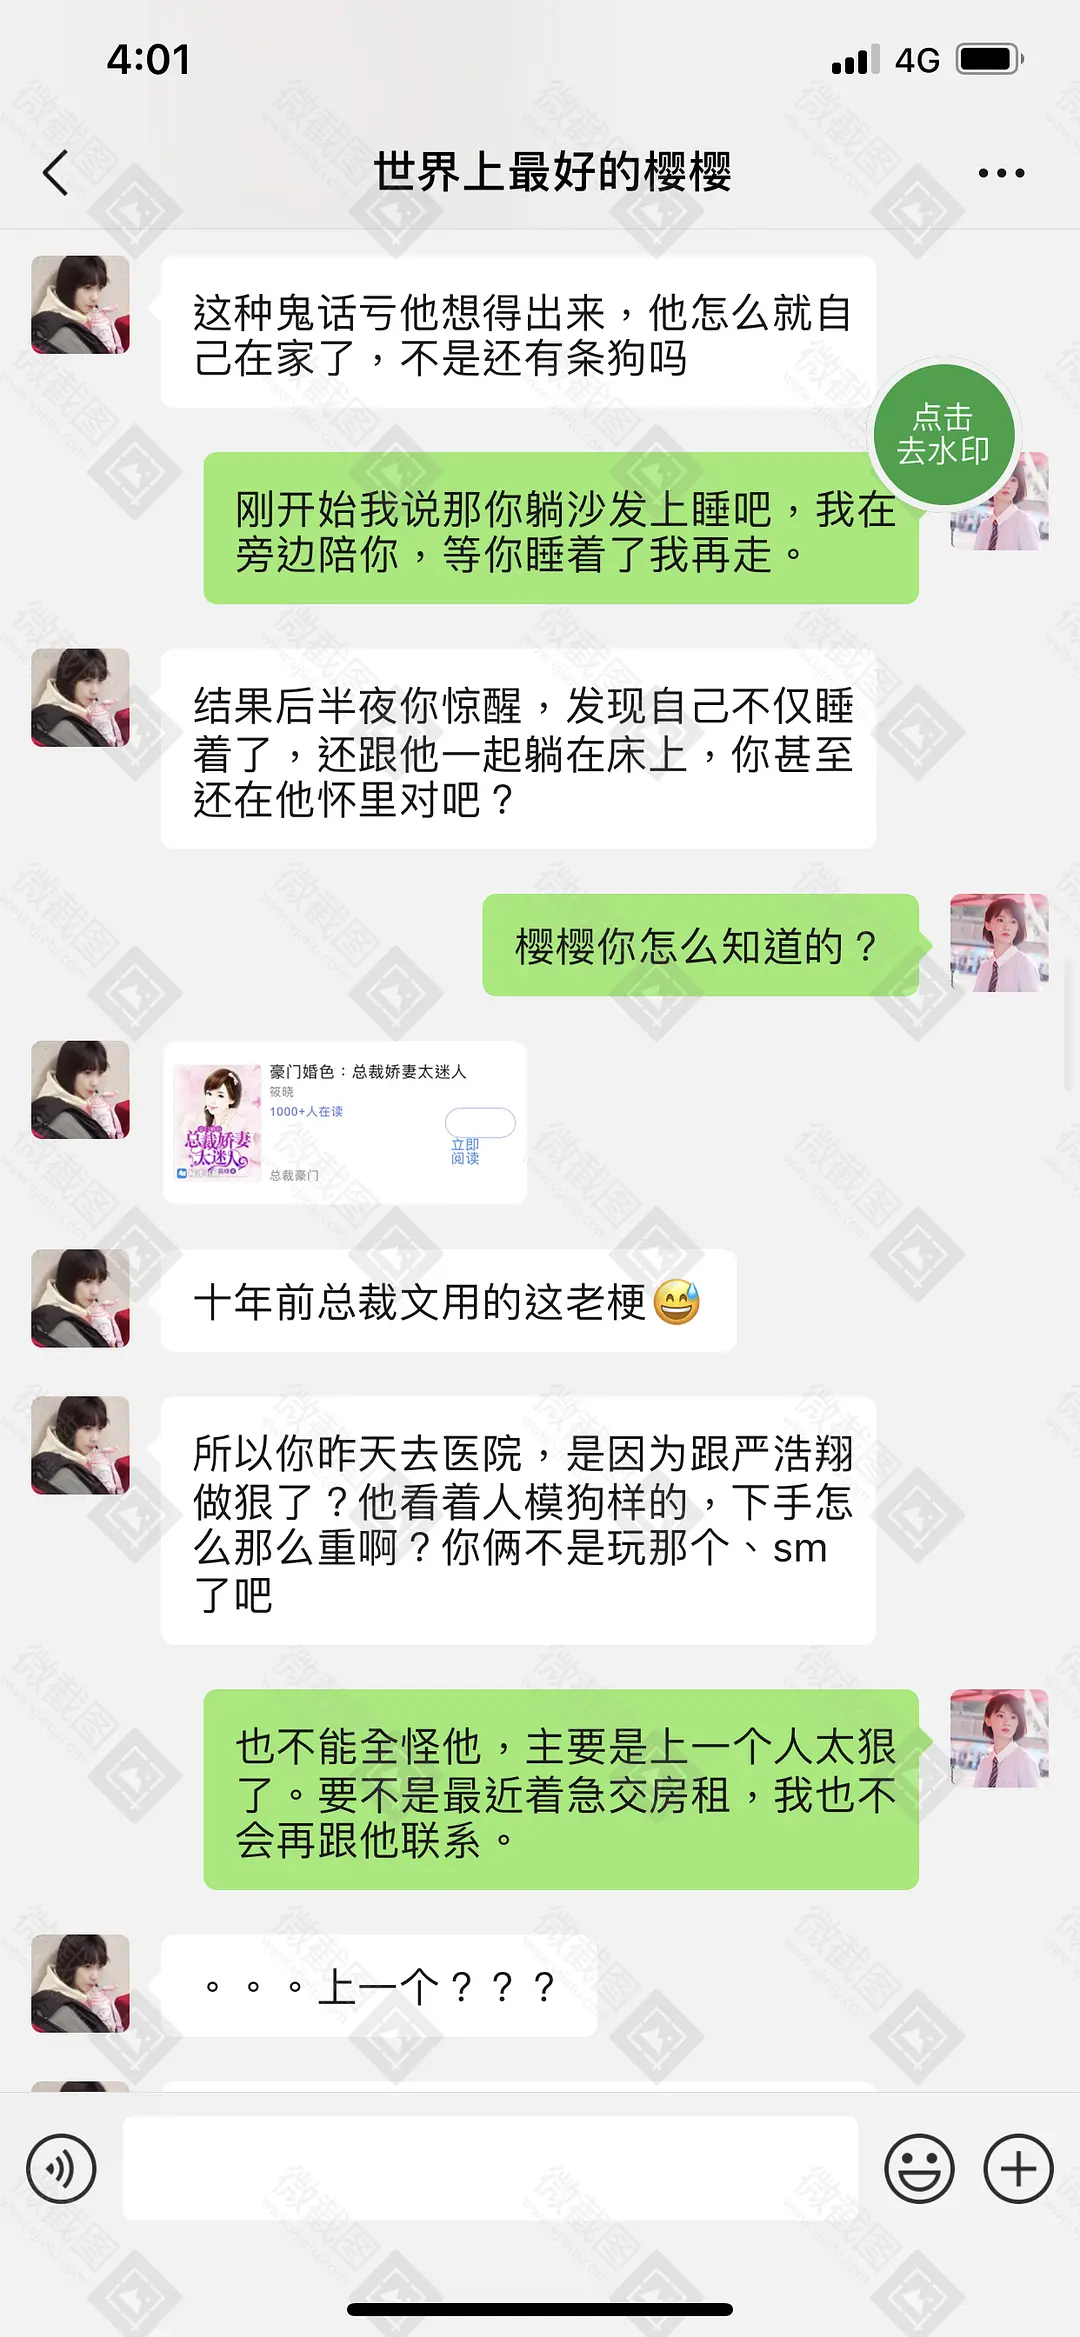 4:01
4G
世界上最好的樱樱
这种鬼话亏他想得出来，他怎么就自
己在家了，不是还有条狗吗
点击
去水印
刚开始我说那你躺沙发上睡吧，我在
旁边陪你，等你睡着了我再走。
结果后半夜你惊醒，发现自己不仅睡
着了，还跟他一起躺在床上，你甚至
还在他怀里对吧？
樱樱你怎么知道的？
豪门婚色：总裁娇妻太迷人
筱晓
1000+人在读
立即
阅读
总裁娇妻
太迷人
总裁豪门
十年前总裁文用的这老梗😅
所以你昨天去医院，是因为跟严浩翔
做狠了？他看着人模狗样的，下手怎
么那么重啊？你俩不是玩那个、sm
了吧
也不能全怪他，主要是上一个人太狠
了。要不是最近着急交房租，我也不
会再跟他联系。
。。。上一个？？？
微截图